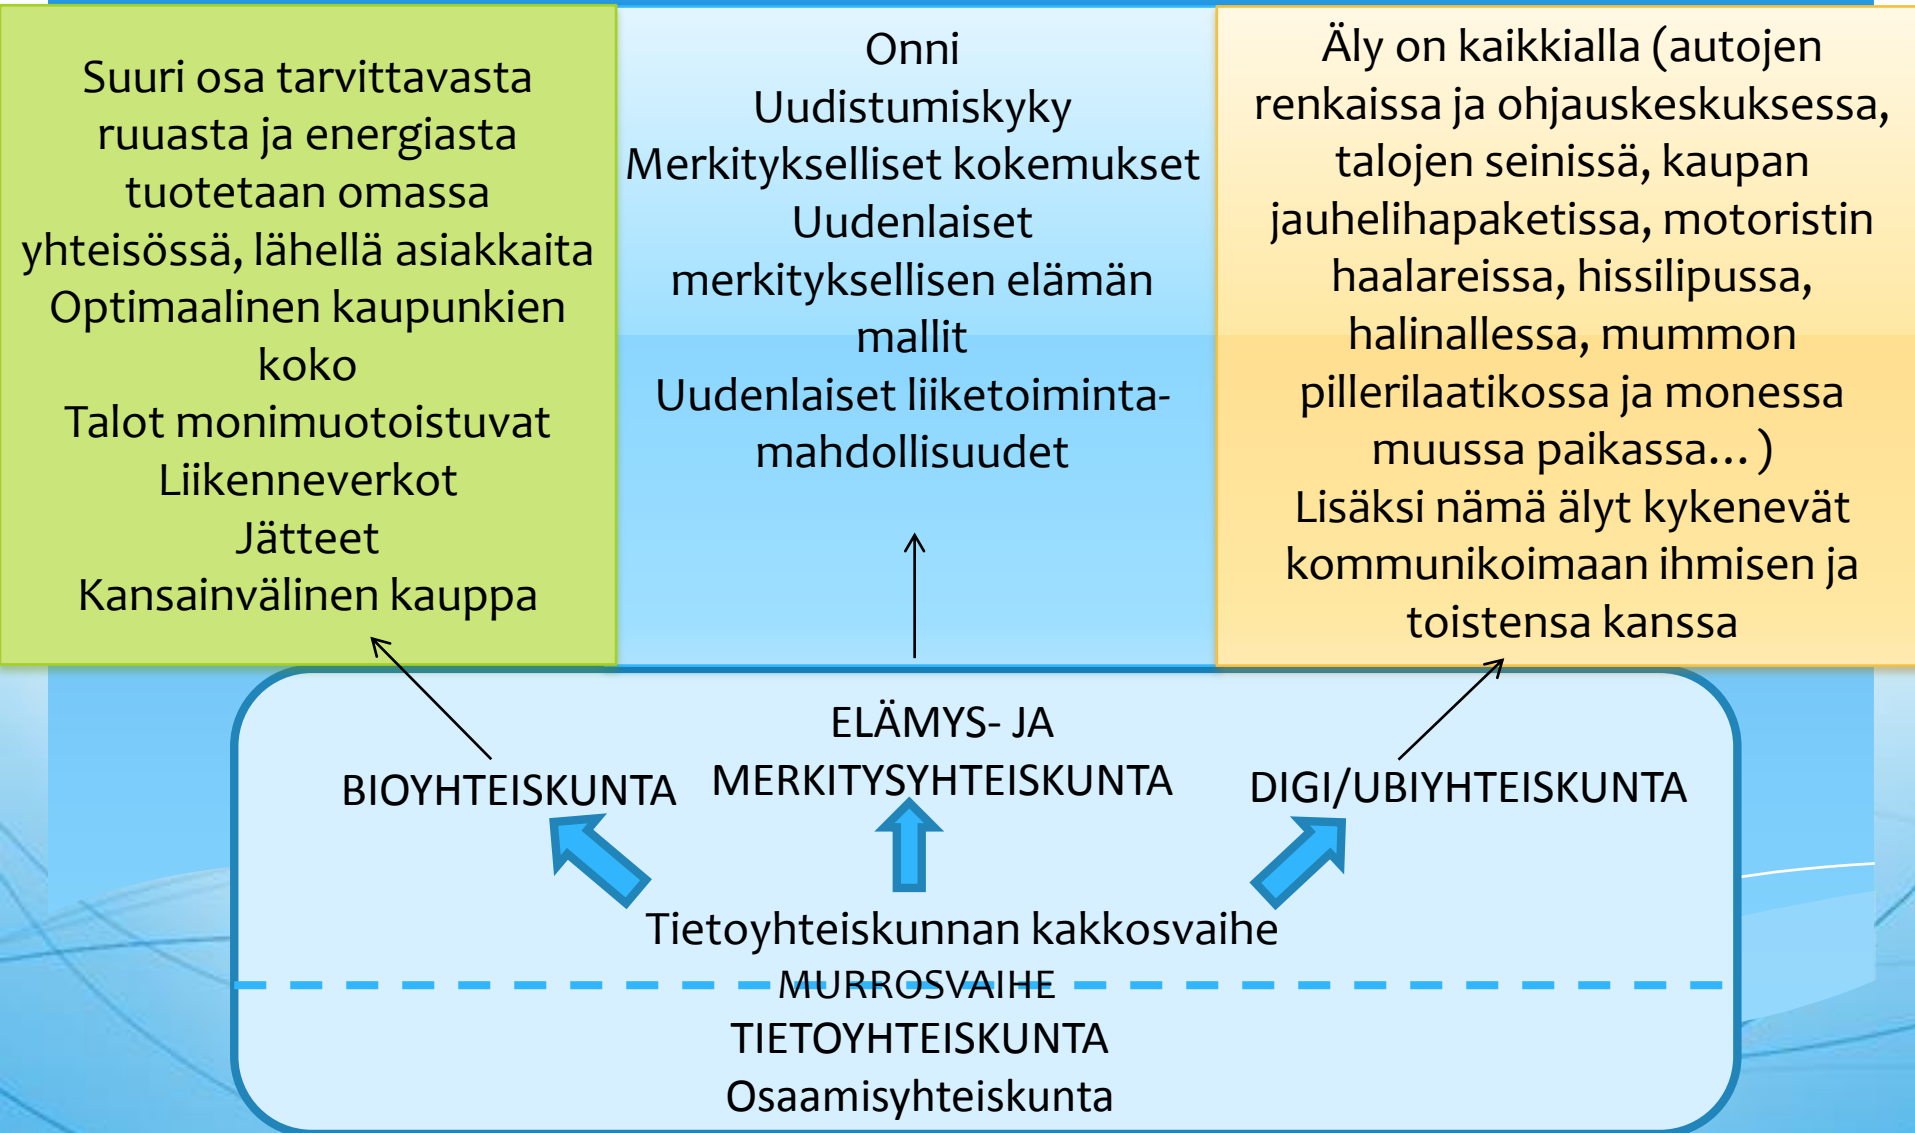 Suuri osa tarvittavasta
ruuasta ja energiasta
tuotetaan omassa
yhteisössä, lähellä asiakkaita
Optimaalinen kaupunkien
koko
Talot monimuotoistuvat
Liikenneverkot
Jätteet
Kansainvälinen kauppa
Onni
Uudistumiskyky
Merkitykselliset kokemukset
Uudenlaiset
merkityksellisen elämän
mallit
Uudenlaiset liiketoiminta-
mahdollisuudet
Äly on kaikkialla (autojen
renkaissa ja ohjauskeskuksessa,
talojen seinissä, kaupan
jauhelihapaketissa, motoristin
haalareissa, hissilipussa,
halinallessa, mummon
pillerilaatikossa ja monessa
muussa paikassa... )
Lisäksi nämä älyt kykenevät
kommunikoimaan ihmisen ja
toistensa kanssa
BIOYHTEISKUNTA
ELÄMYS- JA
MERKITYSYHTEISKUNTA
DIGI/UBIYHTEISKUNTA
Tietoyhteiskunnan kakkosvaihe
MURROSVAIHE
TIETOYHTEISKUNTA
Osaamisyhteiskunta